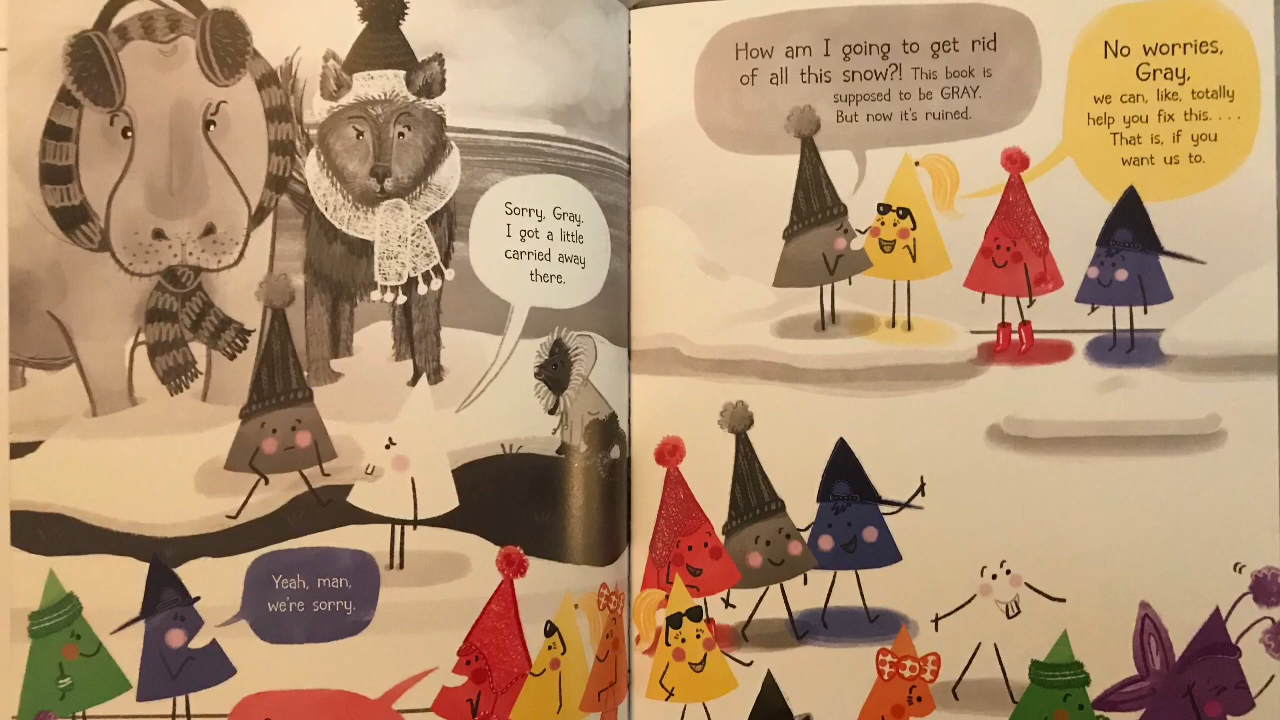 Sorry, Gray.
I got a little
carried away
there.
Yeah, man,
we're sorry.
How am I going to get rid
of all this snow?! This book is
supposed to be GRAY.
But now it's ruined.
No worries,
Gray,
we can, like, totally
help you fix this. . . .
That is, if you
want us to.